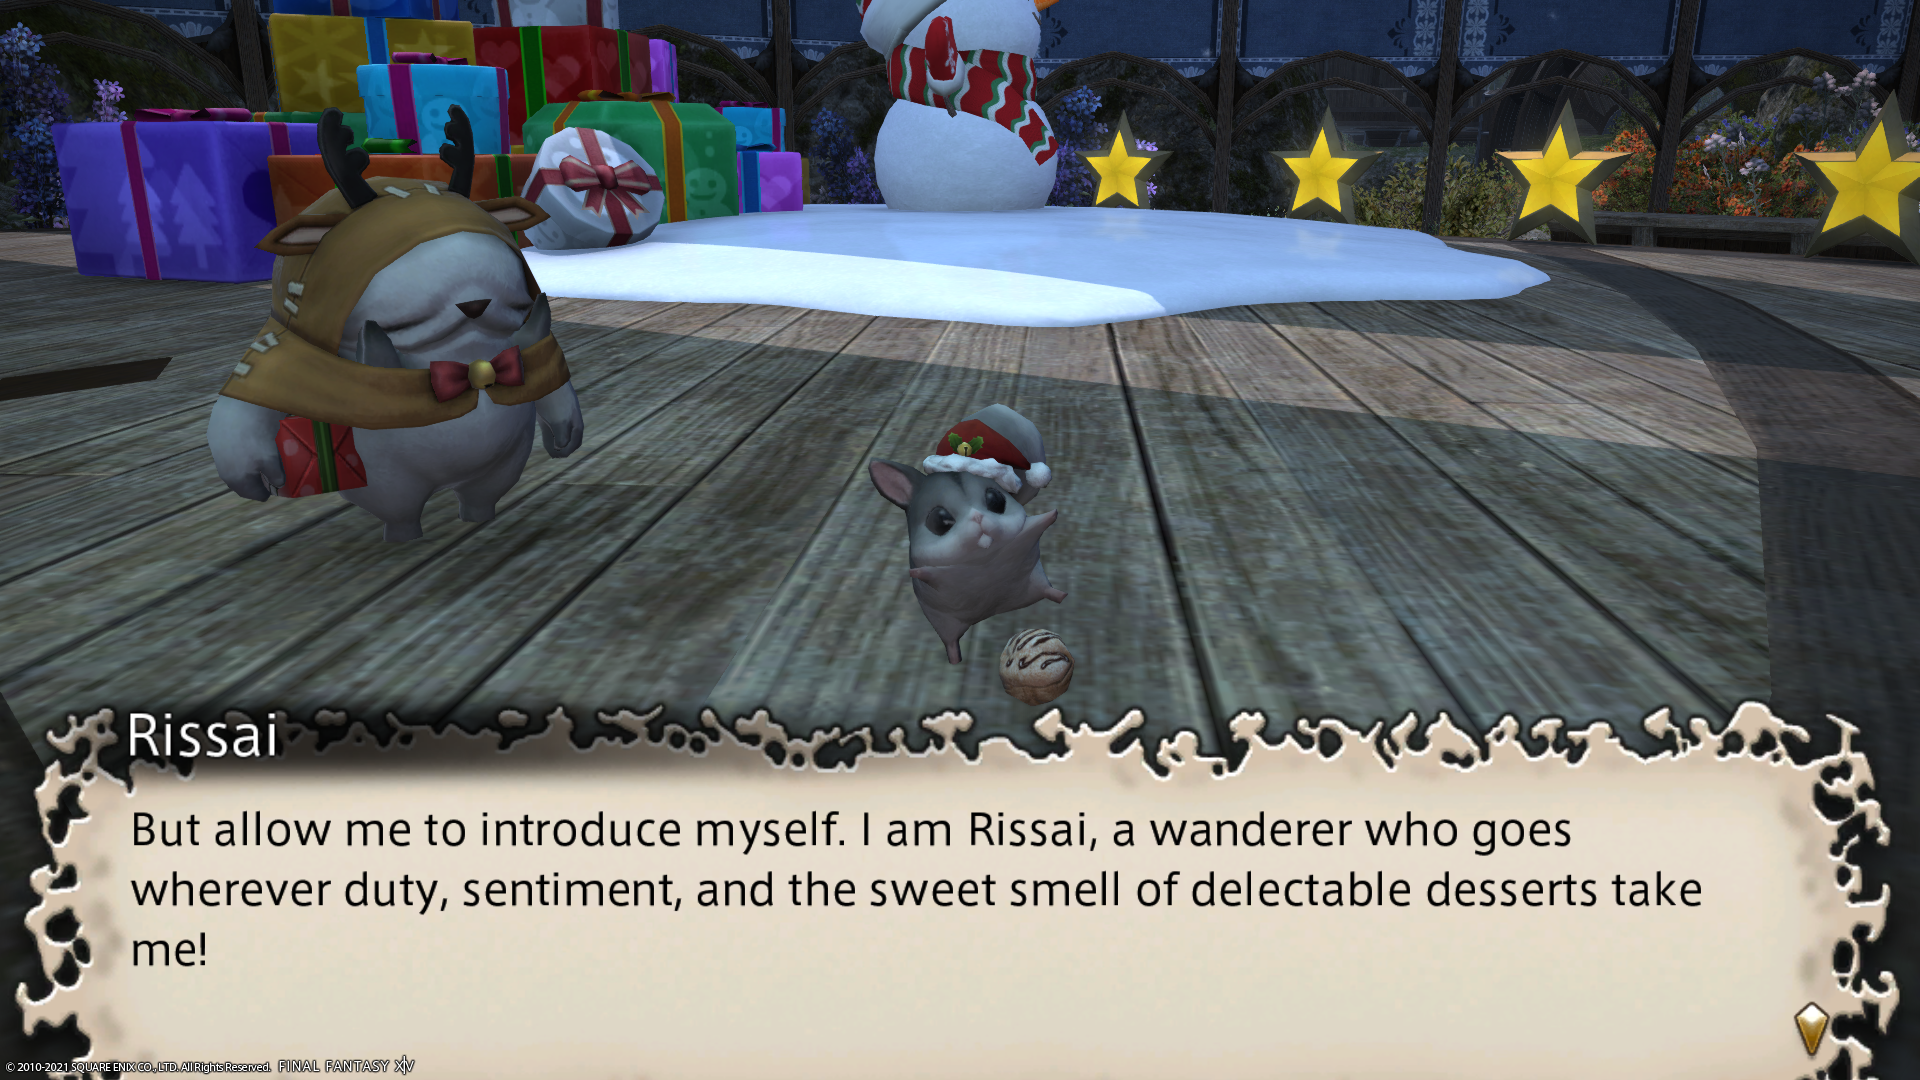 Rissai
But allow me to introduce myself. I am Rissai, a wanderer who goes
wherever duty, sentiment, and the sweet smell of delectable desserts take
me!
© 2010-2021 SQUARE ENIX CO., LTD. All Rights Reserved. FINAL FANTASY XIV